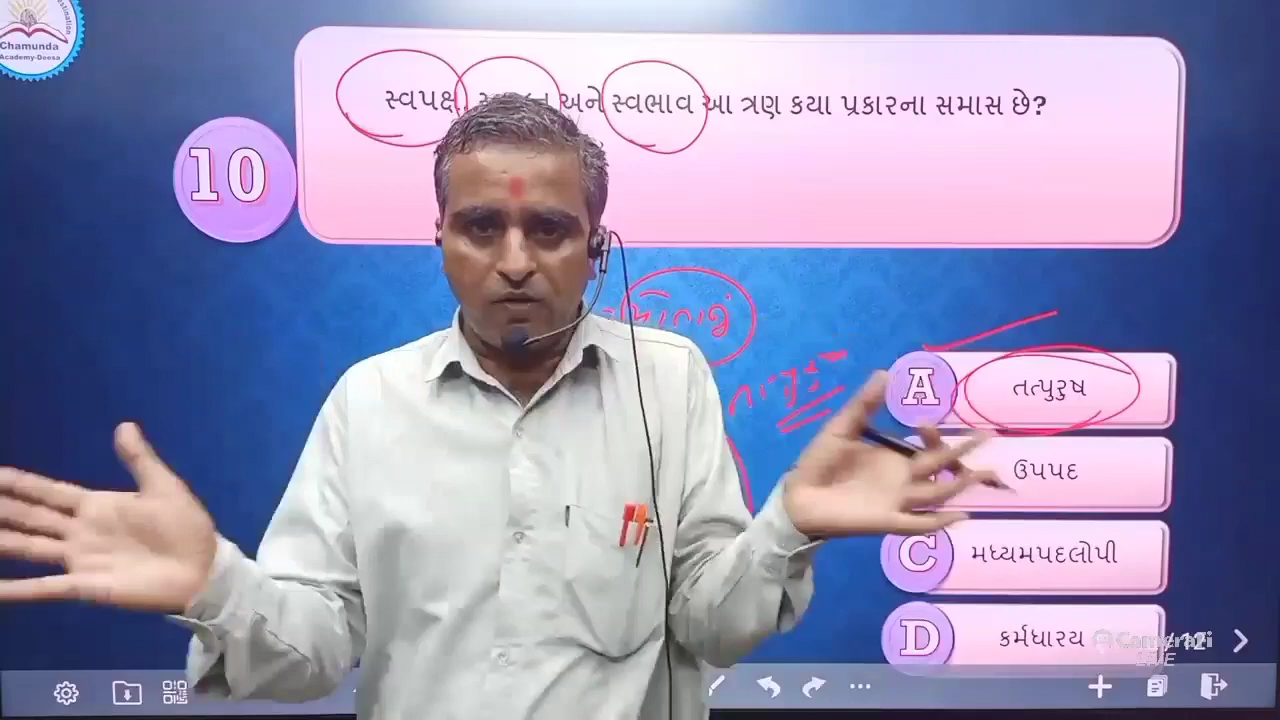 Chamunda
Academy-Deesa
10
સ્વપક્ષ, અને સ્વભાવ આ ત્રણ કયા પ્રકારના સમાસ છે?
A તત્પુરુષ
ઉપપદ
C મધ્યમપદલોપી
D કર્મધારય
12